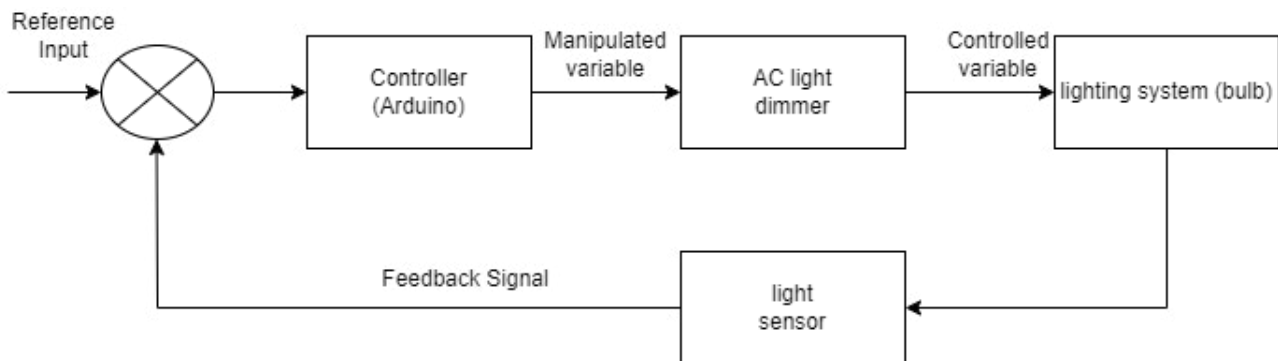 Reference
Input
Controller
(Arduino)
Manipulated
variable
AC light
dimmer
Controlled
variable
lighting system (bulb)
Feedback Signal
light
sensor